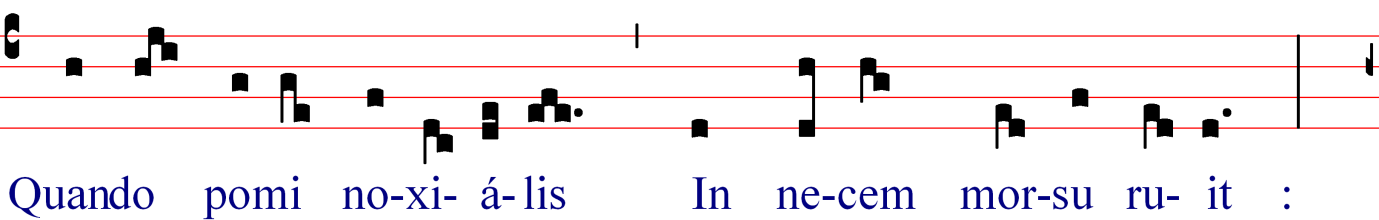 Quando pomi no-xi- á-lis In ne-cem mor-su ru- it :